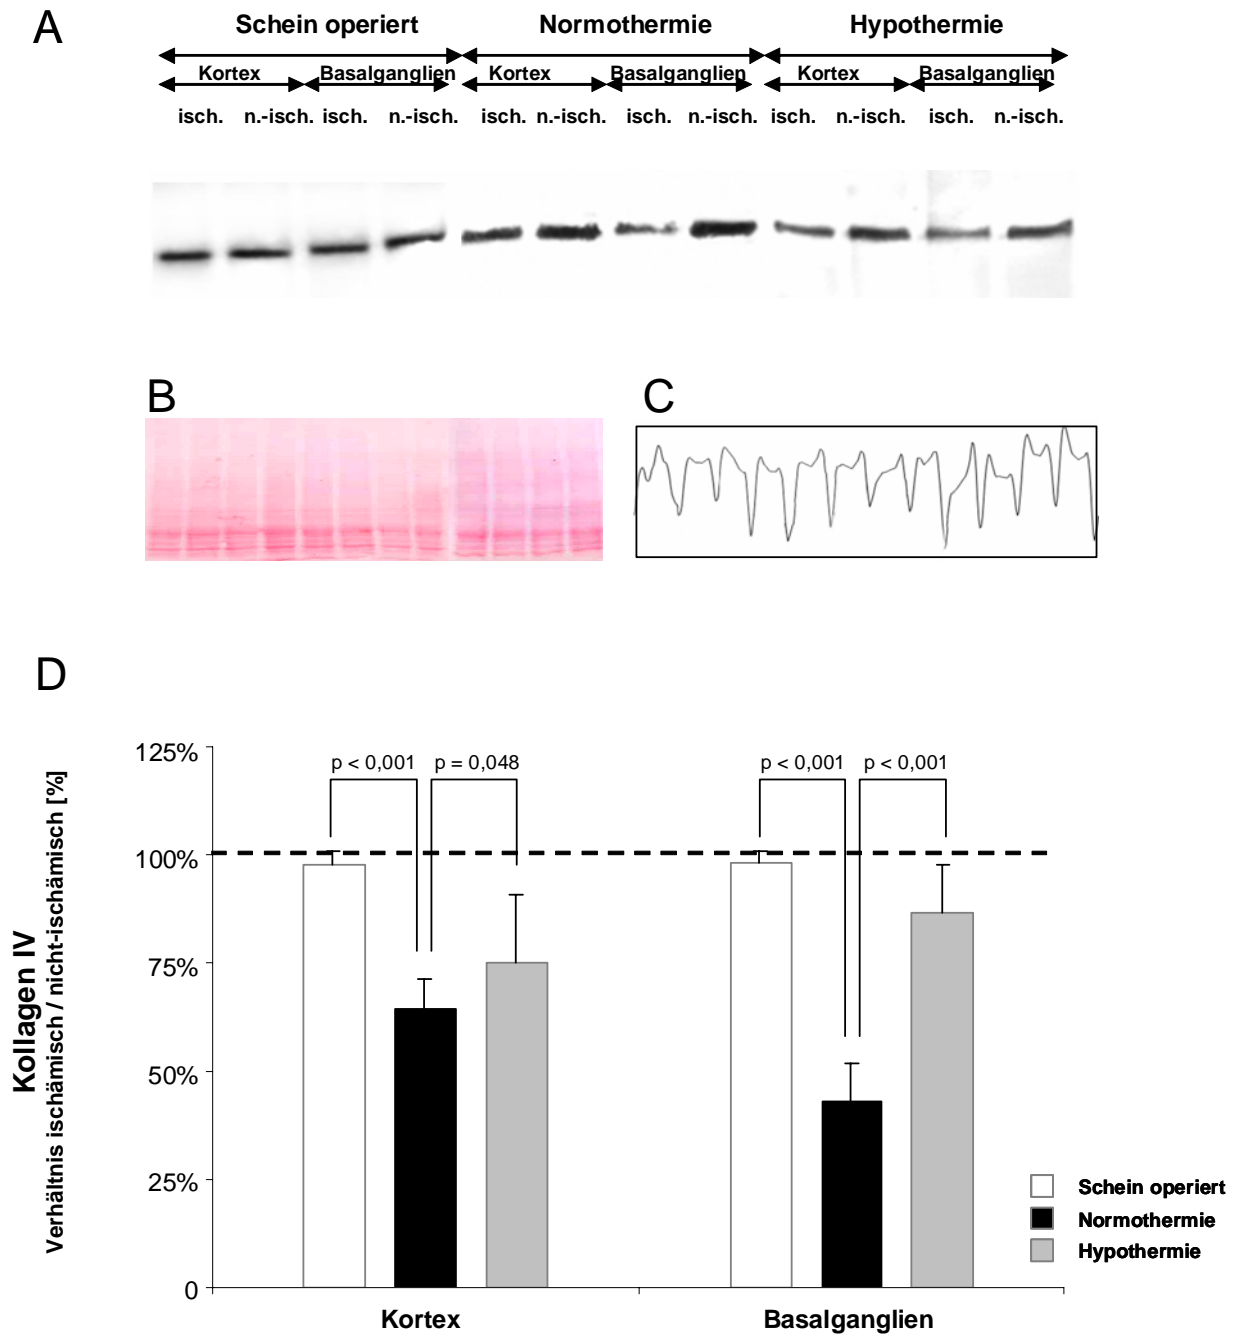 A
Schein operiert Normothermie Hypothermie
Kortex Basalganglien Kortex Basalganglien Kortex Basalganglien
isch. n.-isch. isch. n.-isch. isch. n.-isch. isch. n.-isch. isch. n.-isch. isch. n.-isch.
B
C
D
Kollagen IV
Verhältnis ischämisch / nicht-ischämisch [%]
125%
100%
75%
50%
25%
0
p < 0,001 p = 0,048 p < 0,001 p < 0,001
Schein operiert
Normothermie
Hypothermie
Kortex Basalganglien